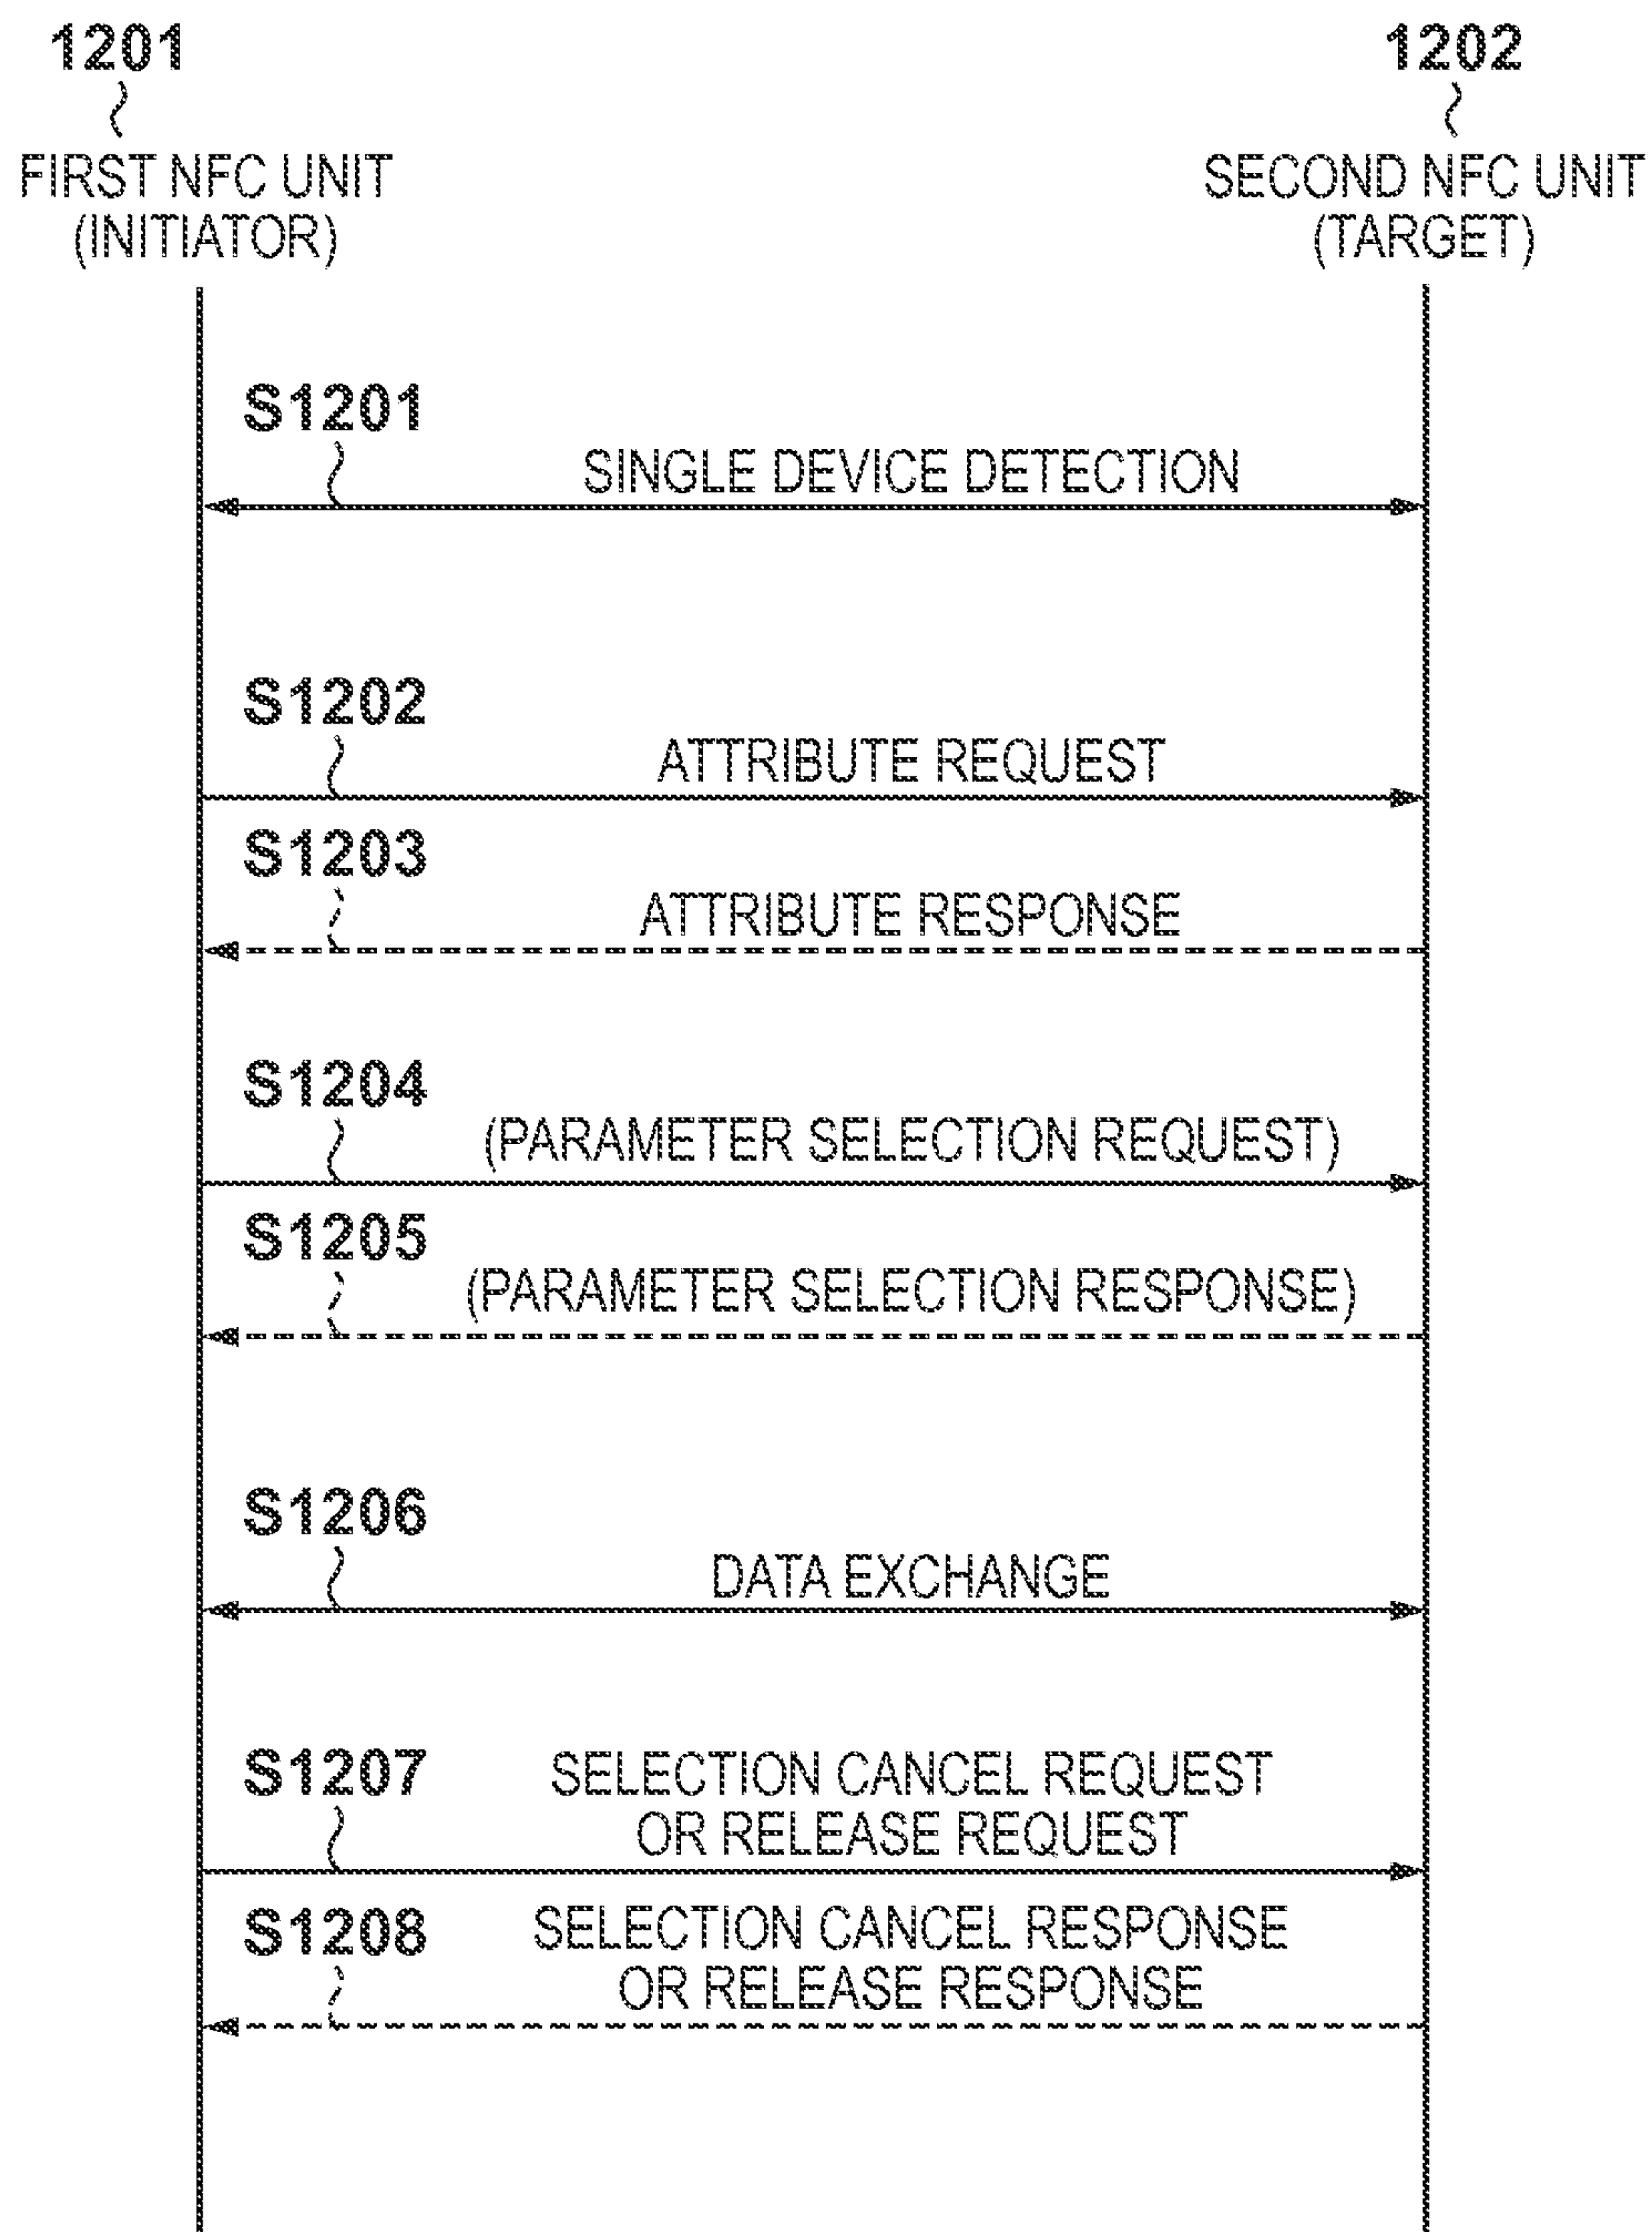 1201
1202
FIRST NFC UNIT
(INITIATOR)
SECOND NFC UNIT
(TARGET)
S1201
SINGLE DEVICE DETECTION
S1202
ATTRIBUTE REQUEST
S1203
ATTRIBUTE RESPONSE
S1204
(PARAMETER SELECTION REQUEST)
S1205
(PARAMETER SELECTION RESPONSE)
S1206
DATA EXCHANGE
S1207
SELECTION CANCEL REQUEST
OR RELEASE REQUEST
S1208
SELECTION CANCEL RESPONSE
OR RELEASE RESPONSE